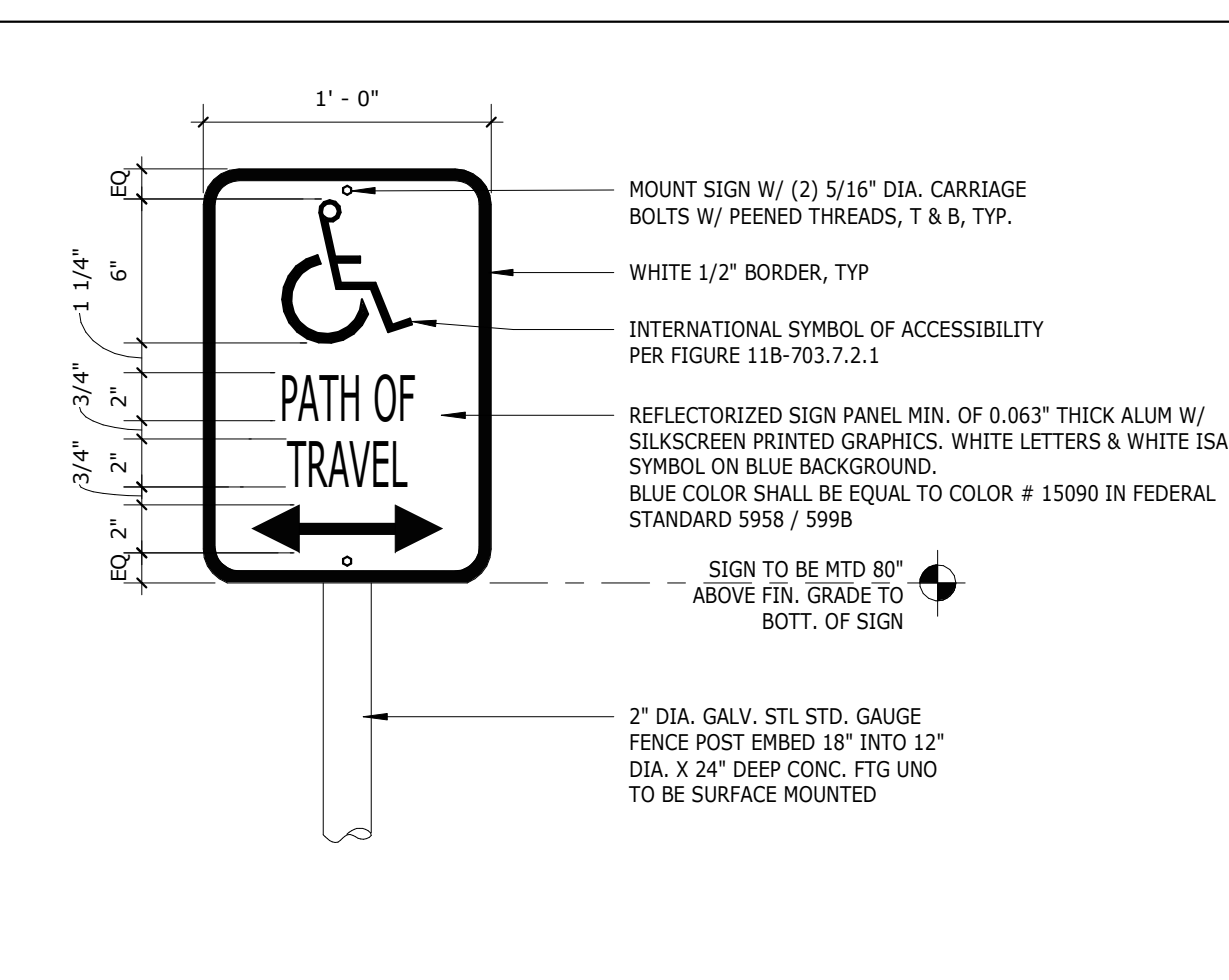 1' - 0"
EQ
6"
1 1/4"
2"
3/4"
2"
3/4"
2"
EQ
PATH OF
TRAVEL
MOUNT SIGN W/ (2) 5/16" DIA. CARRIAGE
BOLTS W/ PEENED THREADS, T & B, TYP.
WHITE 1/2" BORDER, TYP
INTERNATIONAL SYMBOL OF ACCESSIBILITY
PER FIGURE 11B-703.7.2.1
REFLECTORIZED SIGN PANEL MIN. OF 0.063" THICK ALUM W/
SILKSCREEN PRINTED GRAPHICS. WHITE LETTERS & WHITE ISA
SYMBOL ON BLUE BACKGROUND.
BLUE COLOR SHALL BE EQUAL TO COLOR # 15090 IN FEDERAL
STANDARD 5958 / 599B
SIGN TO BE MTD 80"
ABOVE FIN. GRADE TO
BOTT. OF SIGN
2" DIA. GALV. STL STD. GAUGE
FENCE POST EMBED 18" INTO 12"
DIA. X 24" DEEP CONC. FTG UNO
TO BE SURFACE MOUNTED